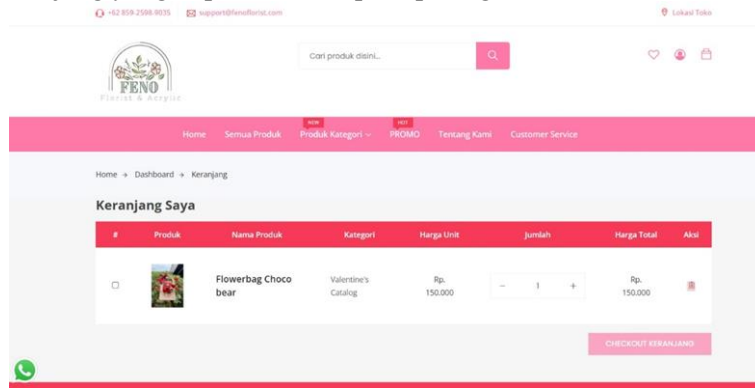 +62 859-2598-9035 support@fenoflorist.com Lokasi Toko
FENO
Florist & Acrylic
Cari produk disini...
NEW HOT
Home Semua Produk Produk Kategori PROMO Tentang Kami Customer Service
Home → Dashboard → Keranjang
Keranjang Saya
# Produk Nama Produk Kategori Harga Unit Jumlah Harga Total Aksi
Flowerbag Choco bear
Valentine's Catalog
Rp. 150.000
− 1 +
Rp. 150.000
CHECKOUT KERANJANG